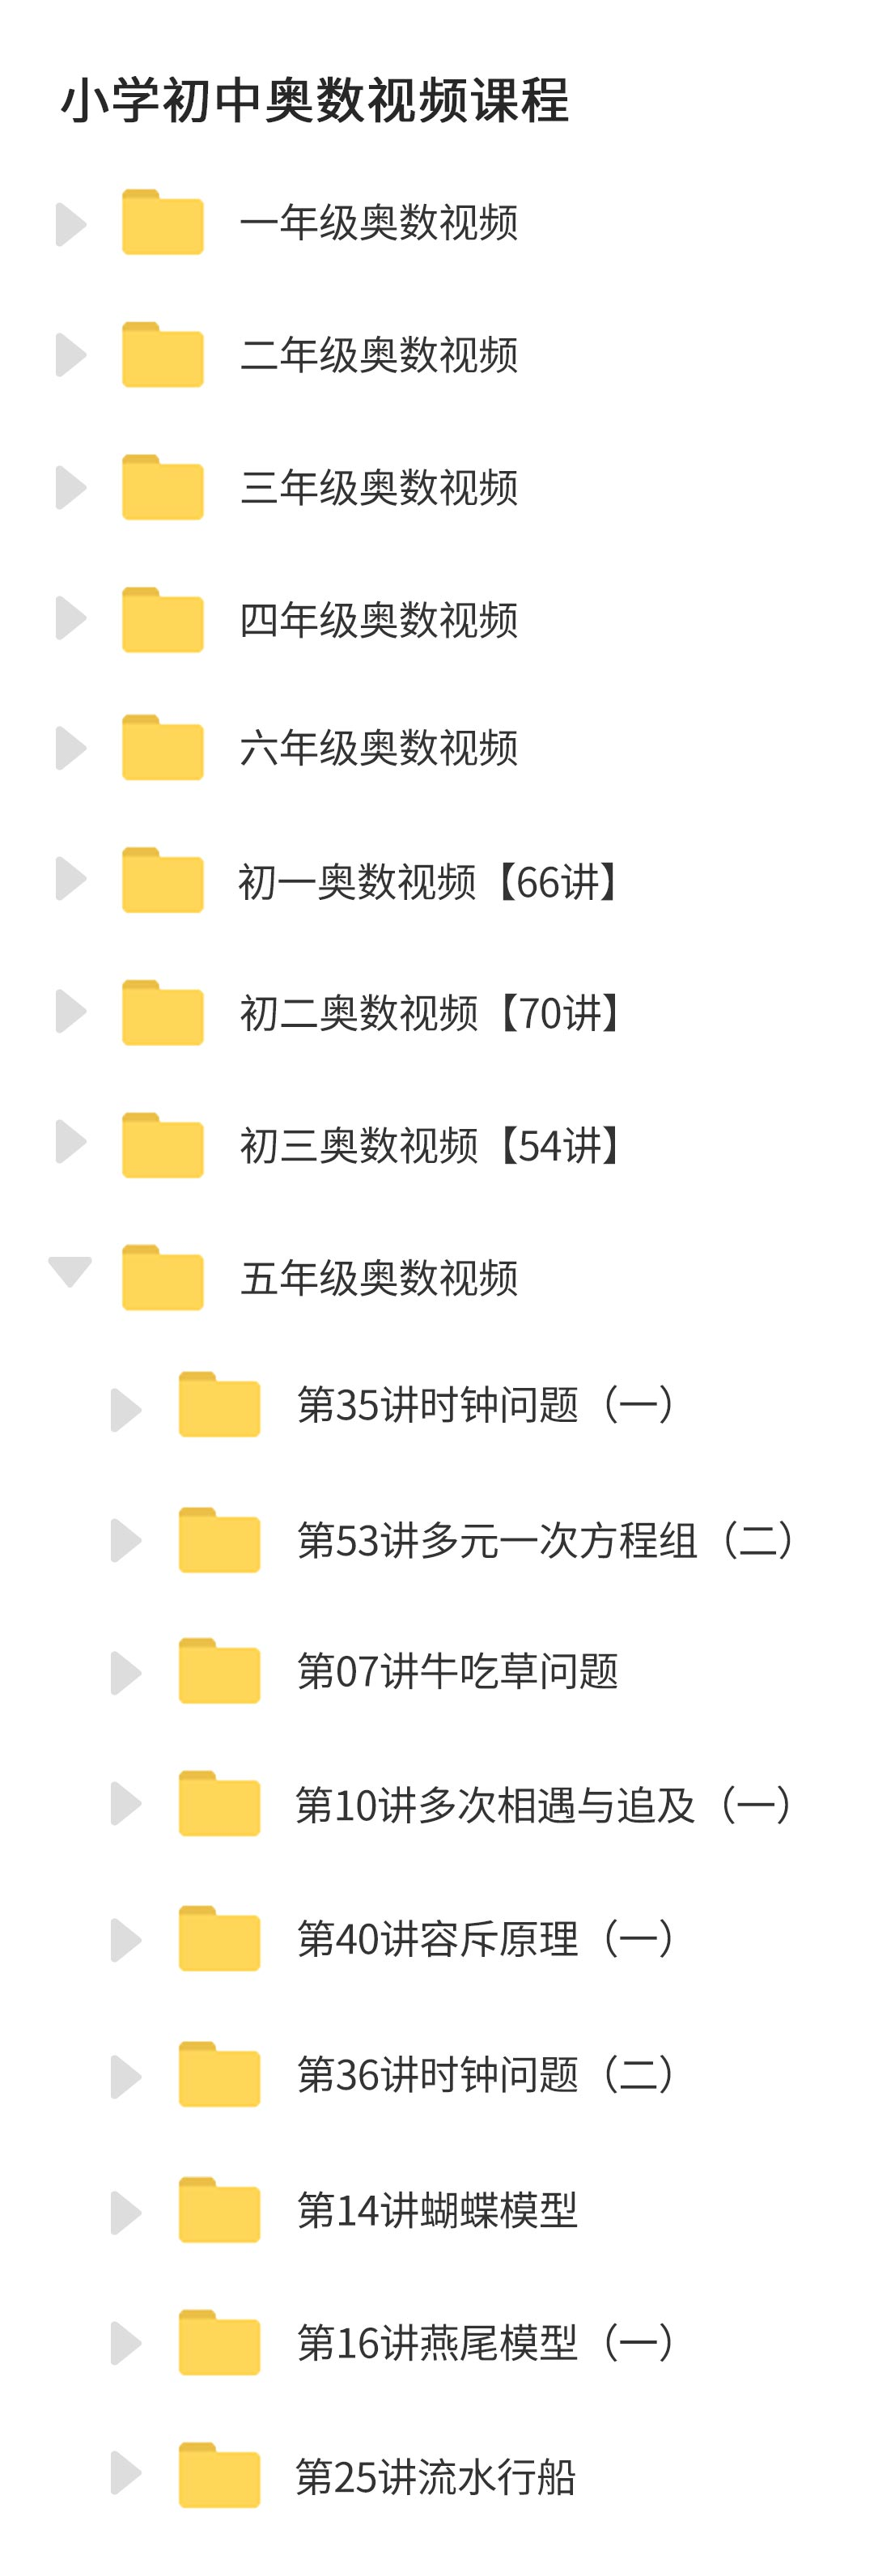 小学初中奥数视频课程
一年级奥数视频
二年级奥数视频
三年级奥数视频
四年级奥数视频
六年级奥数视频
初一奥数视频【66讲】
初二奥数视频【70讲】
初三奥数视频【54讲】
五年级奥数视频
第35讲时钟问题（一）
第53讲多元一次方程组（二）
第07讲牛吃草问题
第10讲多次相遇与追及（一）
第40讲容斥原理（一）
第36讲时钟问题（二）
第14讲蝴蝶模型
第16讲燕尾模型（一）
第25讲流水行船